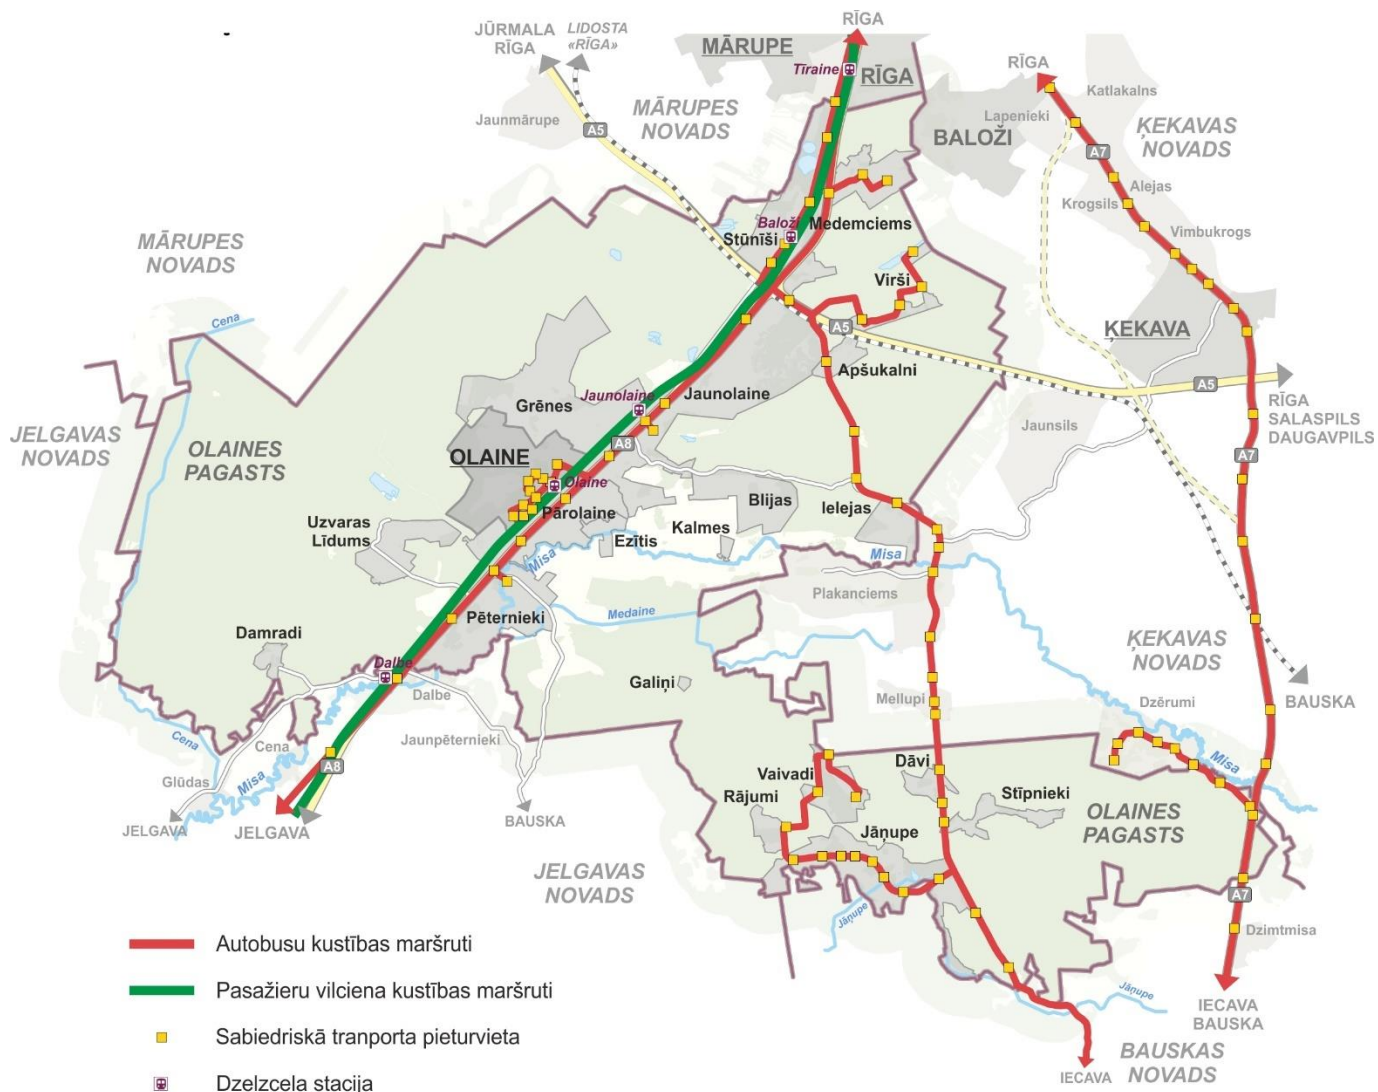 RĪGA
JŪRMALA
RĪGA
LIDOSTA
«RĪGA»
MĀRUPE
Tīraine
RĪGA
RĪGA
Katlakalns
MĀRUPES
NOVADS
Jaunmārupe
A5
Lapenieki
BALOŽI
ĶEKAVAS
NOVADS
A7
Alejas
Krogsils
Vimbukrogs
Baloži
Medemciems
Stūnīši
MĀRUPES
NOVADS
Virši
Cena
A5
ĶEKAVA
Apšukalni
A5
Jaunolaine
Jaunolaine
Grēnes
RĪGA
SALASPILS
DAUGAVPILS
Jaunsils
JELGAVAS
NOVADS
OLAINES
PAGASTS
A8
OLAINE
A7
Olaine
Blijas
Ielejas
Pārolaine
Uzvaras
Līdums
Kalmes
Ezītis
Misa
Misa
Plakanciems
Medaine
Pēternieki
Damradi
ĶEKAVAS
NOVADS
Dalbe
Galiņi
Dalbe
Mellupi
Dzērumi
BAUSKA
Cena
Cena
Jaunpēternieki
Misa
Glūdas
Misa
A8
Vaivadi
Dāvi
Rājumi
Stīpnieki
OLAINES
PAGASTS
JELGAVA
JELGAVA
BAUSKA
Jāņupe
JELGAVAS
NOVADS
A7
Jāņupe
Dzimtmisa
Autobusu kustības maršruti
Pasažieru vilciena kustības maršruti
Jāņupe
IECAVA
BAUSKA
Sabiedriskā tranporta pieturvieta
BAUSKAS
NOVADS
IECAVA
Dzelzceļa stacija